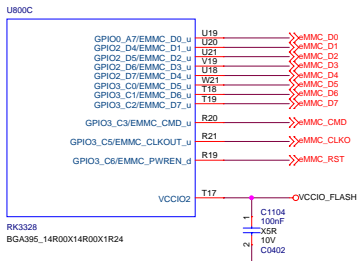 U800C
GPIO0_A7/EMMC_D0_u U19 eMMC_D0
GPIO2_D4/EMMC_D1_u U20 eMMC_D1
GPIO2_D5/EMMC_D2_u U21 eMMC_D2
GPIO2_D6/EMMC_D3_u V19 eMMC_D3
GPIO2_D7/EMMC_D4_u U18 eMMC_D4
GPIO3_C0/EMMC_D5_u W21 eMMC_D5
GPIO3_C1/EMMC_D6_u T18 eMMC_D6
GPIO3_C2/EMMC_D7_u T19 eMMC_D7
GPIO3_C3/EMMC_CMD_u R20 eMMC_CMD
GPIO3_C5/EMMC_CLKOUT_u R21 eMMC_CLKO
GPIO3_C6/EMMC_PWREN_d R19 eMMC_RST
VCCIO2 T17 VCCIO_FLASH
1 C1104
100nF
X5R
10V
2 C0402
RK3328
BGA395_14R00X14R00X1R24